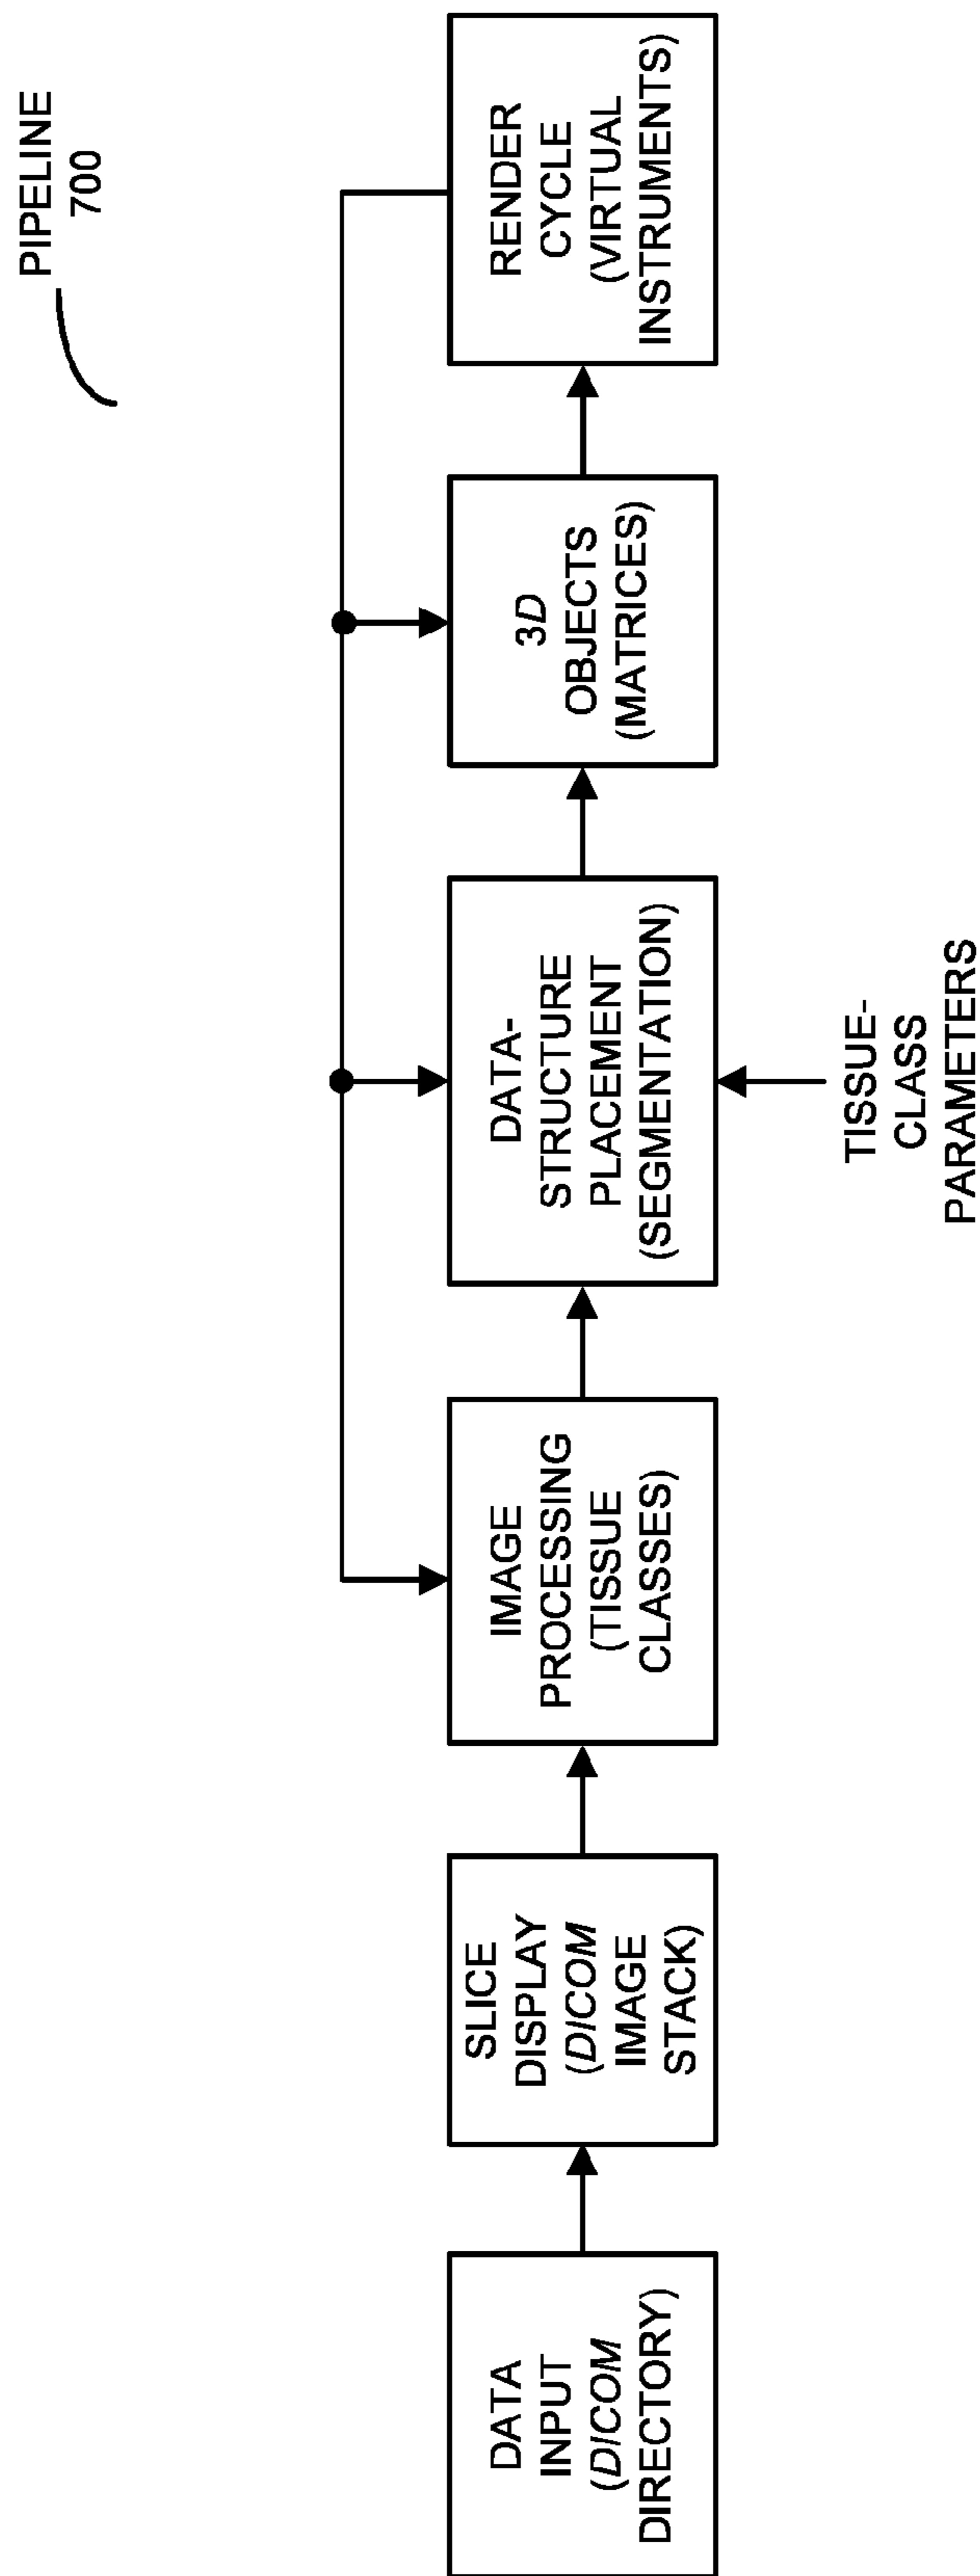 PIPELINE
700
DATA
INPUT
(DICOM
DIRECTORY)
SLICE
DISPLAY
(DICOM
IMAGE
STACK)
IMAGE
PROCESSING
(TISSUE
CLASSES)
DATA-
STRUCTURE
PLACEMENT
(SEGMENTATION)
3D
OBJECTS
(MATRICES)
RENDER
CYCLE
(VIRTUAL
INSTRUMENTS)
TISSUE-
CLASS
PARAMETERS